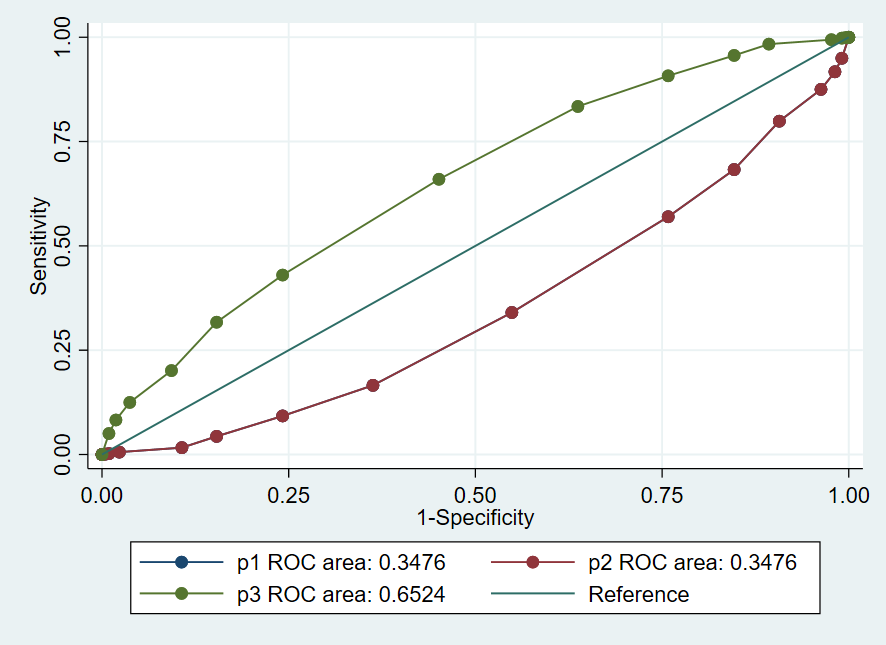 1.00
0.75
0.50
0.25
0.00
Sensitivity
0.00 0.25 0.50 0.75 1.00
1-Specificity
p1 ROC area: 0.3476 p2 ROC area: 0.3476
p3 ROC area: 0.6524 Reference